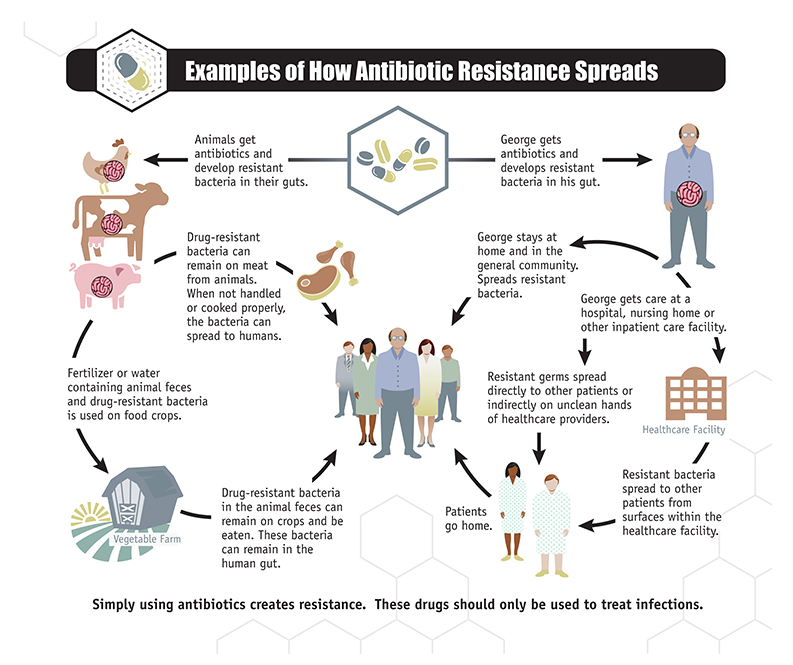 Examples of How Antibiotic Resistance Spreads
Animals get
antibiotics and
develop resistant
bacteria in their guts.
George gets
antibiotics and
develops resistant
bacteria in his gut.
Drug-resistant
bacteria can
remain on meat
from animals.
When not handled
or cooked properly,
the bacteria can
spread to humans.
George stays at
home and in the
general community.
Spreads resistant
bacteria.
George gets care at a
hospital, nursing home or
other inpatient care facility.
Fertilizer or water
containing animal feces
and drug-resistant bacteria
is used on food crops.
Resistant germs spread
directly to other patients or
indirectly on unclean hands
of healthcare providers.
Healthcare Facility
Vegetable Farm
Drug-resistant bacteria
in the animal feces can
remain on crops and be
eaten. These bacteria
can remain in the
human gut.
Patients
go home.
Resistant bacteria
spread to other
patients from
surfaces within the
healthcare facility.
Simply using antibiotics creates resistance. These drugs should only be used to treat infections.